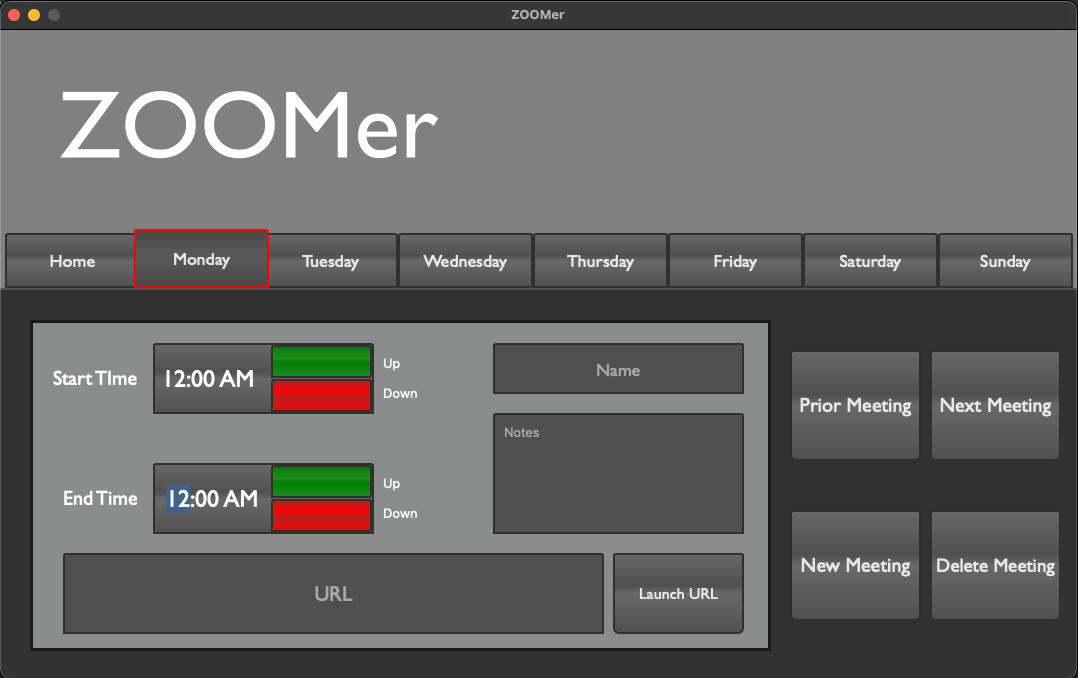 ZOOMer
ZOOMer
Home Monday Tuesday Wednesday Thursday Friday Saturday Sunday
Start TIme 12:00 AM Up
Down
Name
Notes
End Time 12:00 AM Up
Down
URL Launch URL
Prior Meeting Next Meeting
New Meeting Delete Meeting